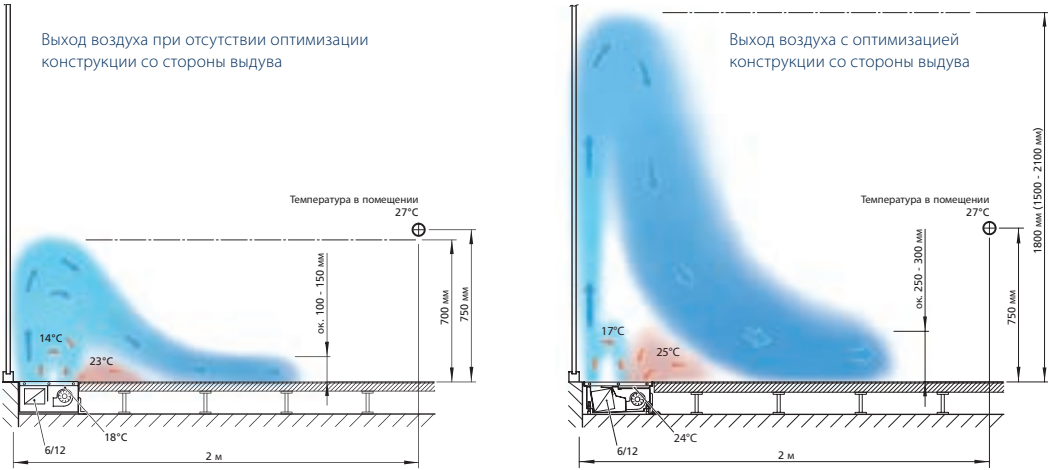 Выход воздуха при отсутствии оптимизации
конструкции со стороны выдува
Температура в помещении
27°C
ок. 100 - 150 мм
700 мм
750 мм
14°C
23°C
18°C
6/12
2 м
Выход воздуха с оптимизацией
конструкции со стороны выдува
1800 мм (1500 - 2100 мм)
Температура в помещении
27°C
ок. 250 - 300 мм
750 мм
17°C
25°C
24°C
6/12
2 м